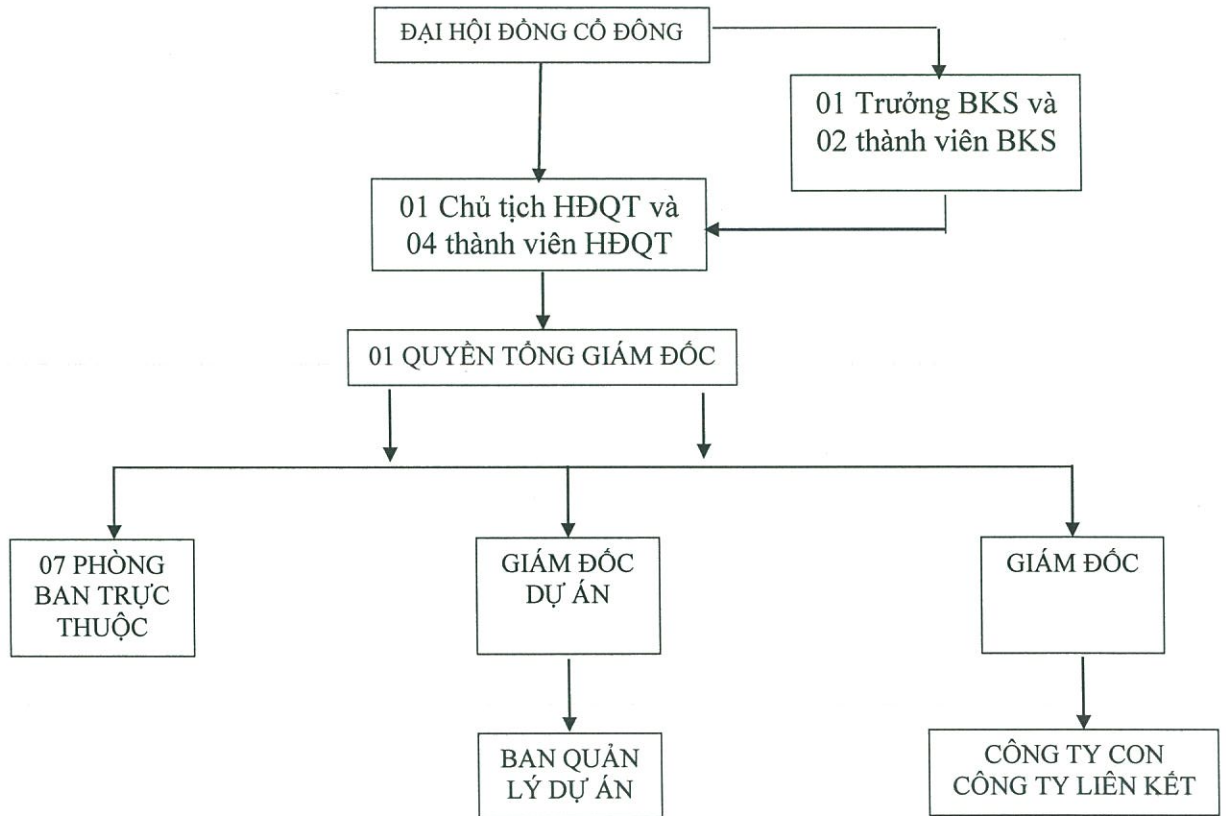 ĐẠI HỘI ĐỒNG CỔ ĐÔNG
01 Trưởng BKS và
02 thành viên BKS
01 Chủ tịch HĐQT và
04 thành viên HĐQT
01 QUYỀN TỔNG GIÁM ĐỐC
07 PHÒNG
BAN TRỰC
THUỘC
GIÁM ĐỐC
DỰ ÁN
GIÁM ĐỐC
BAN QUẢN
LÝ DỰ ÁN
CÔNG TY CON
CÔNG TY LIÊN KẾT